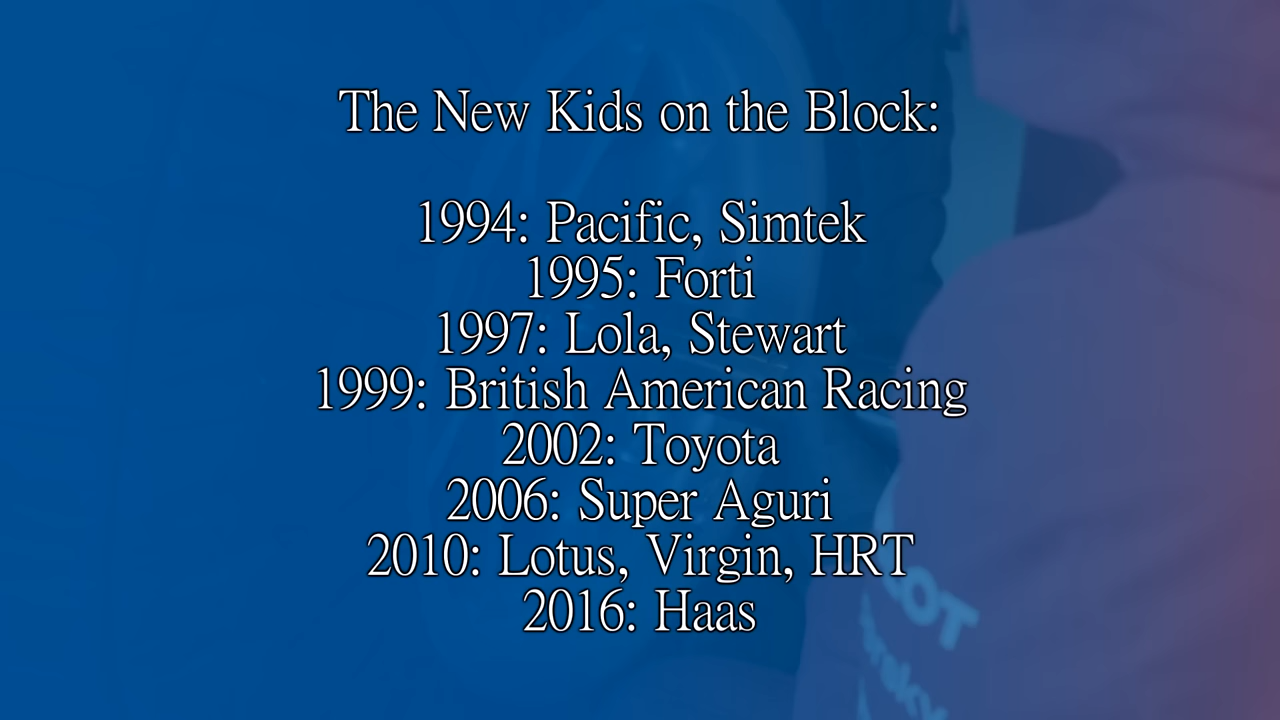 The New Kids on the Block:
1994: Pacific, Simtek
1995: Forti
1997: Lola, Stewart
1999: British American Racing
2002: Toyota
2006: Super Aguri
2010: Lotus, Virgin, HRT
2016: Haas